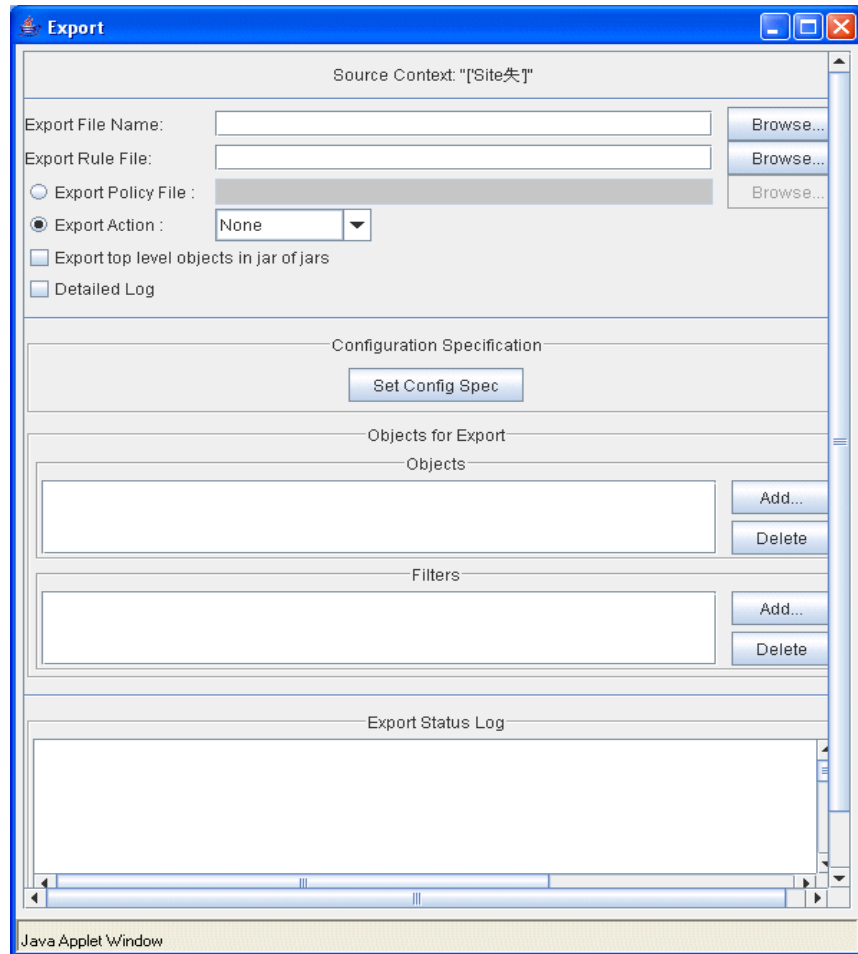 Export
Source Context: "['Site失']"
Export File Name:
Browse...
Export Rule File:
Browse...
Export Policy File :
Browse...
Export Action :
None
Export top level objects in jar of jars
Detailed Log
Configuration Specification
Set Config Spec
Objects for Export
Objects
Add...
Delete
Filters
Add...
Delete
Export Status Log
Java Applet Window